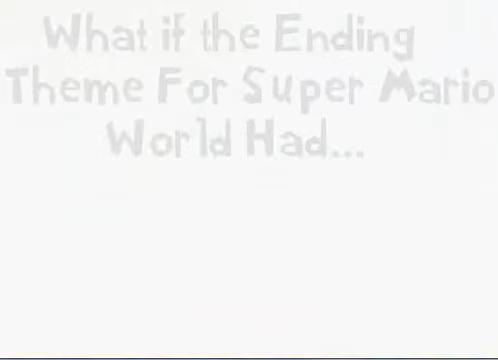 What if the Ending
Theme For Super Mario
World Had...